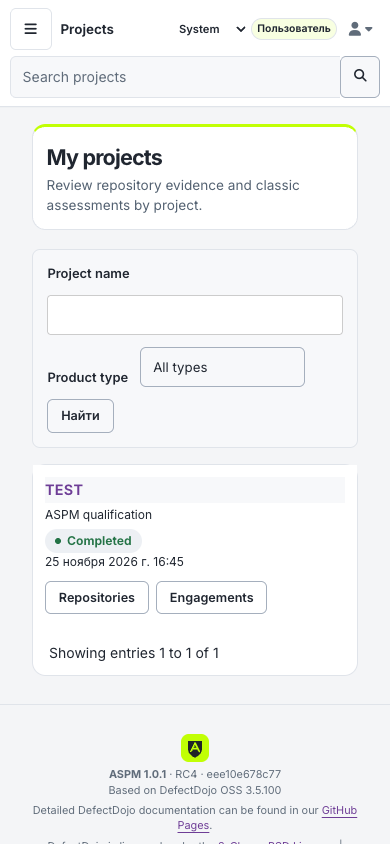 Projects
System
Пользователь
Search projects
My projects
Review repository evidence and classic
assessments by project.
Project name
Product type
All types
Найти
TEST
ASPM qualification
Completed
25 ноября 2026 г. 16:45
Repositories
Engagements
Showing entries 1 to 1 of 1
ASPM 1.0.1 · RC4 · eee10e678c77
Based on DefectDojo OSS 3.5.100
Detailed DefectDojo documentation can be found in our GitHub
Pages.